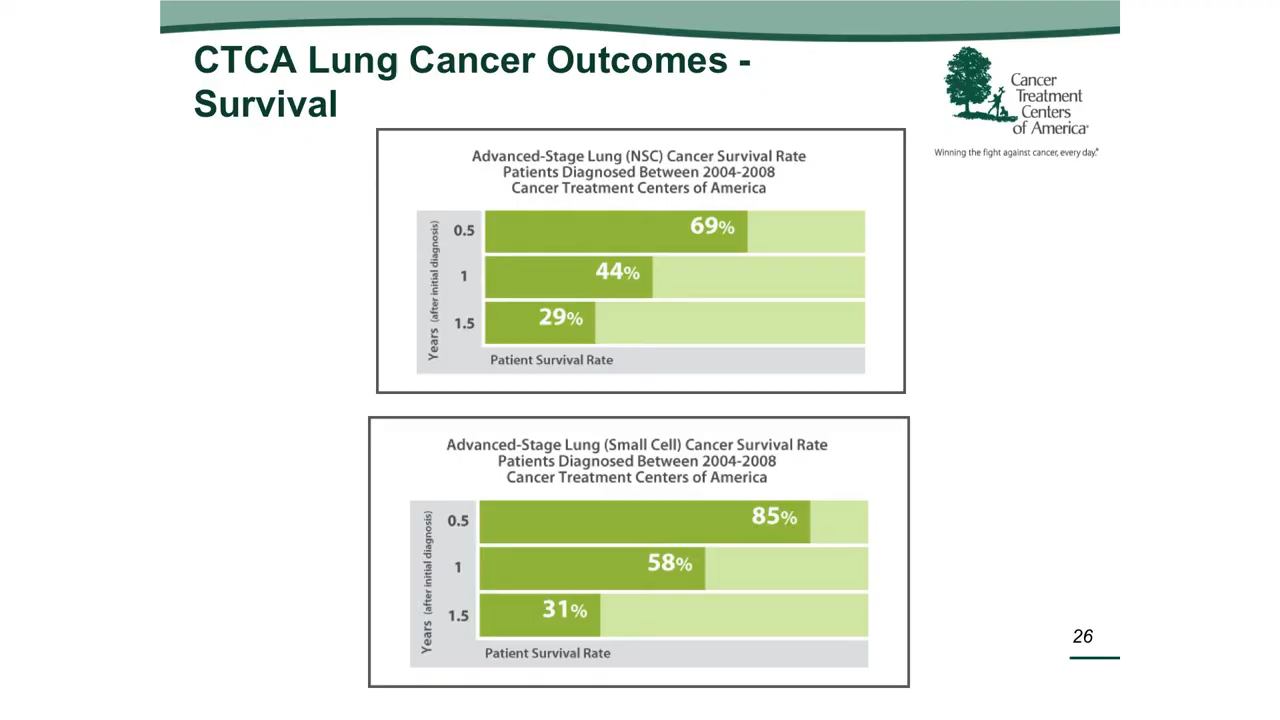 CTCA Lung Cancer Outcomes -
Survival
Cancer
Treatment
Centers
of America®
Winning the fight against cancer, every day.®
Advanced-Stage Lung (NSC) Cancer Survival Rate
Patients Diagnosed Between 2004-2008
Cancer Treatment Centers of America
Years (after initial diagnosis)
0.5
69%
1
44%
1.5
29%
Patient Survival Rate
Advanced-Stage Lung (Small Cell) Cancer Survival Rate
Patients Diagnosed Between 2004-2008
Cancer Treatment Centers of America
Years (after initial diagnosis)
0.5
85%
1
58%
1.5
31%
Patient Survival Rate
26